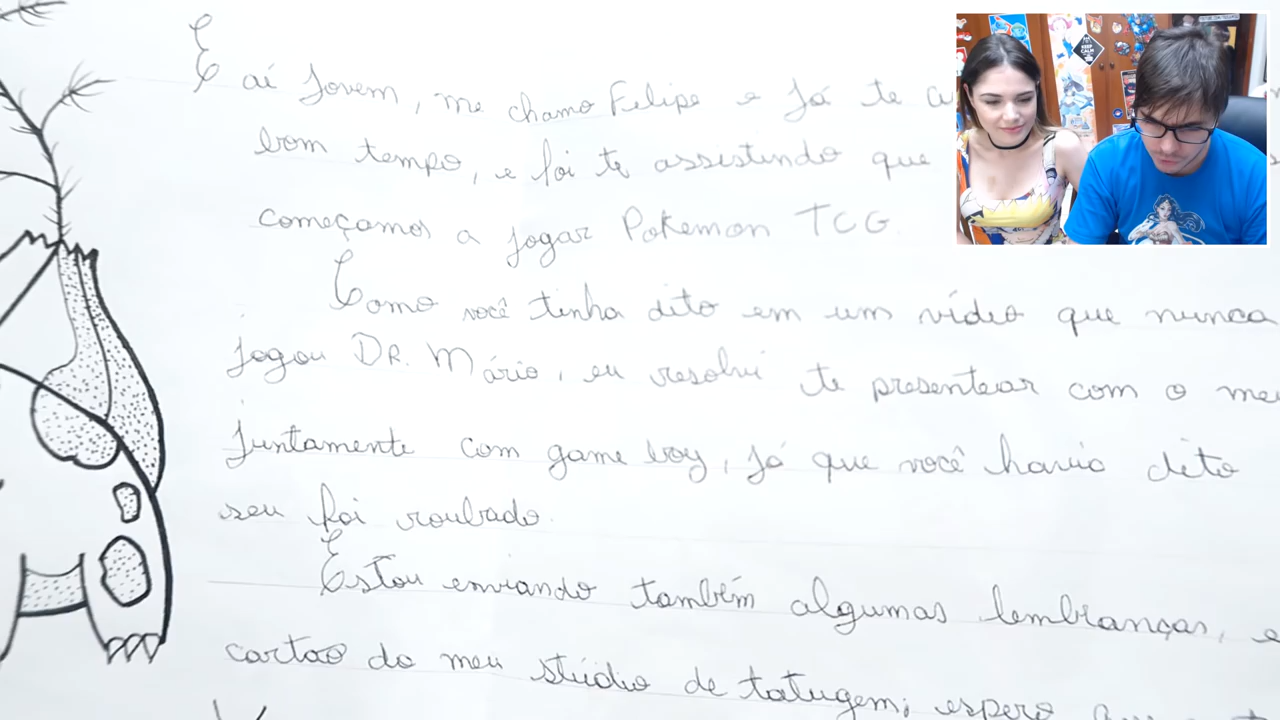 E aí Jovem, me chamo Felipe e já te
bom tempo, e foi te assistindo que
começamos a jogar Pokemon TCG.
Como você tinha dito em um vídeo que nunca
jogou DR. Mário, eu resolvi te presentear com o meu
juntamente com game boy, já que você havia dito
seu foi roubado.
Estou enviando também algumas lembranças, e
cartão do meu stúdio de tatugem; espero
KEEP CALM